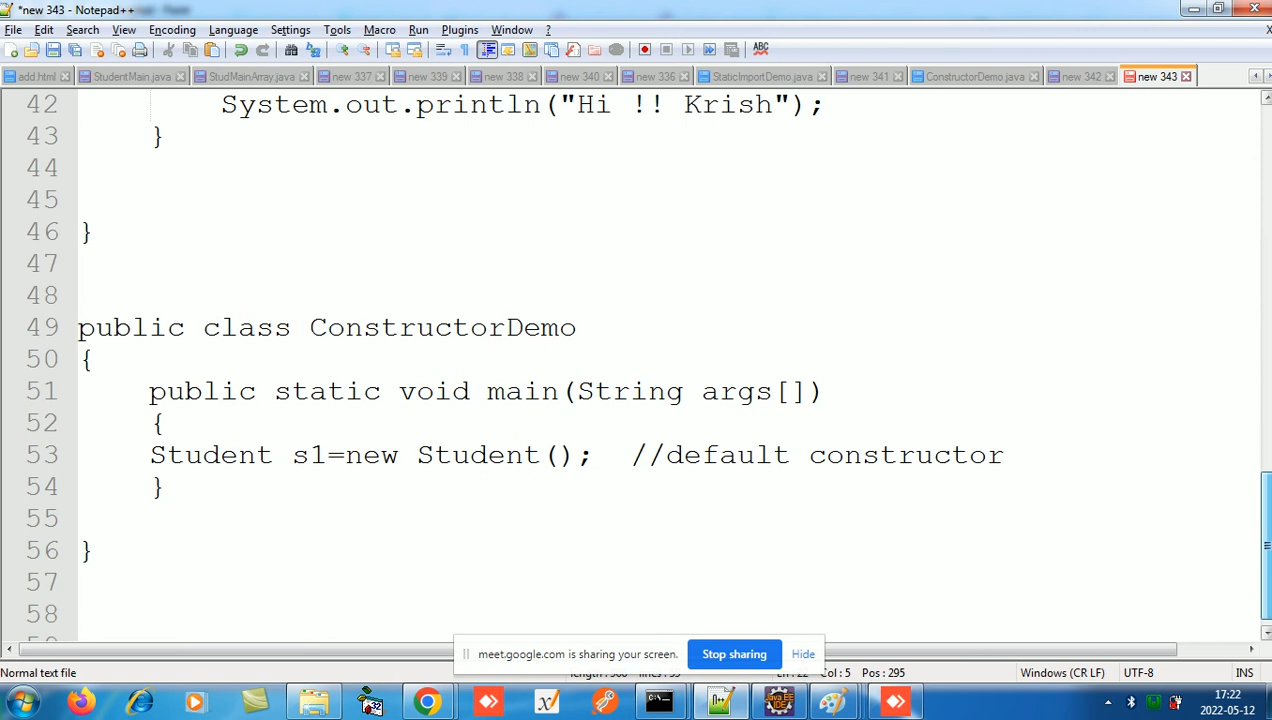 *new 343 - Notepad++
File Edit Search View Encoding Language Settings Tools Macro Run Plugins Window ? X
add.html StudentMain.java StudMainArray.java new 337 new 339 new 338 new 340 new 336 StaticImportDemo.java new 341 ConstructorDemo.java new 342 new 343
42 System.out.println("Hi !! Krish");
43 }
44
45
46 }
47
48
49 public class ConstructorDemo
50 {
51 public static void main(String args[])
52 {
53 Student s1=new Student(); //default constructor
54 }
55
56 }
57
58
meet.google.com is sharing your screen. Stop sharing Hide
Normal text file Col : 5 Pos : 295 Windows (CR LF) UTF-8 INS
17:22
2022-05-12